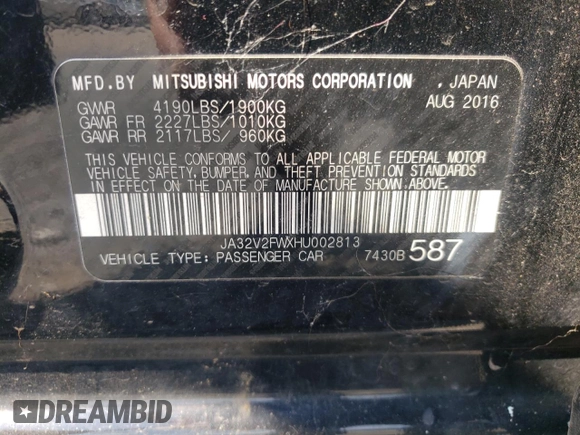 MFD.BY MITSUBISHI MOTORS CORPORATION , JAPAN
GVWR 4190LBS/1900KG AUG 2016
GAWR FR 2227LBS/1010KG
GAWR RR 2117LBS/ 960KG
THIS VEHICLE CONFORMS TO ALL APPLICABLE FEDERAL MOTOR
VEHICLE SAFETY, BUMPER, AND THEFT PREVENTION STANDARDS
IN EFFECT ON THE DATE OF MANUFACTURE SHOWN ABOVE.
JA32V2FWXHU002813
VEHICLE TYPE: PASSENGER CAR 7430B 587
DREAMBID